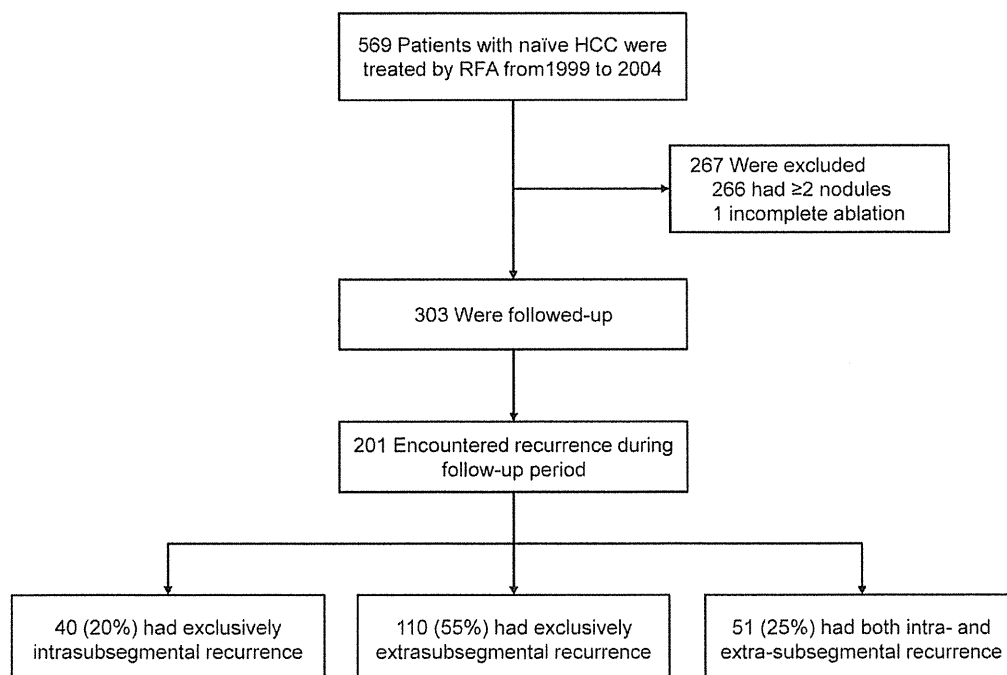 569 Patients with naïve HCC were
treated by RFA from1999 to 2004
267 Were excluded
266 had ≥2 nodules
1 incomplete ablation
303 Were followed-up
201 Encountered recurrence during
follow-up period
40 (20%) had exclusively
intrasubsegmental recurrence
110 (55%) had exclusively
extrasubsegmental recurrence
51 (25%) had both intra- and
extra-subsegmental recurrence